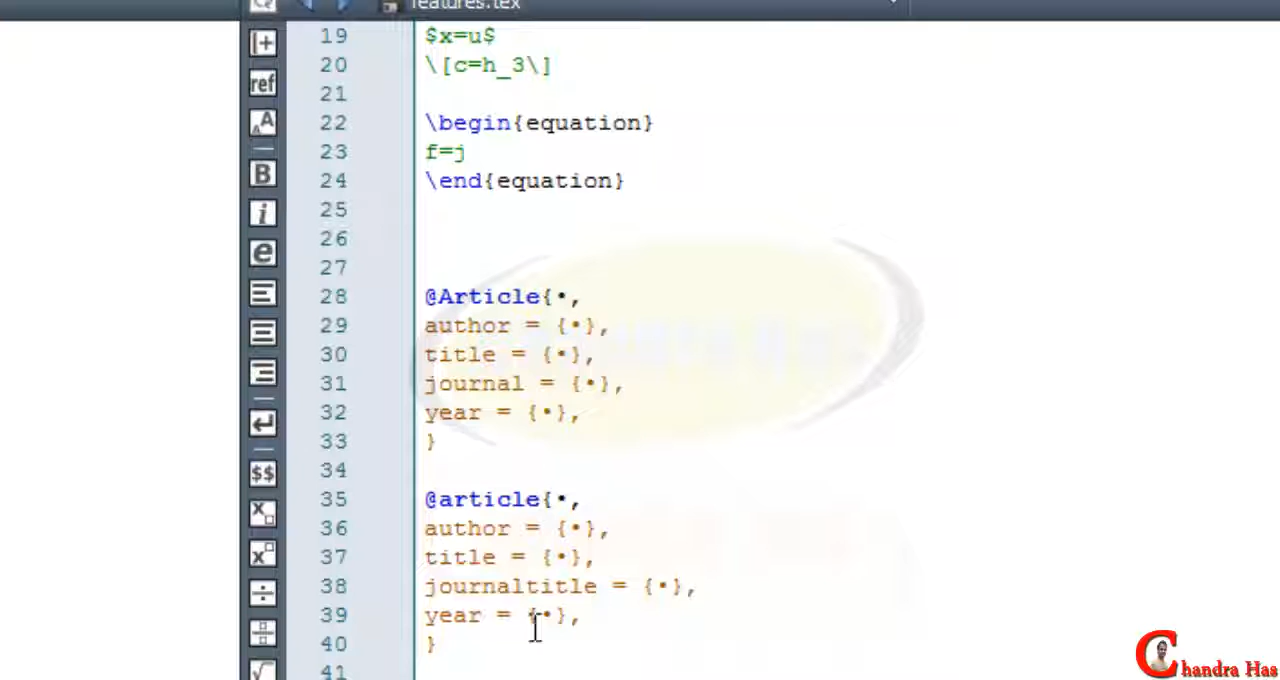 features.tex
19 $x=u$
20 \[c=h_3\]
21
22 \begin{equation}
23 f=j
24 \end{equation}
25
26
27
28 @Article{•,
29 author = {•},
30 title = {•},
31 journal = {•},
32 year = {•},
33 }
34
35 @article{•,
36 author = {•},
37 title = {•},
38 journaltitle = {•},
39 year = {•},
40 }
41
ref
B
i
e
$$
Chandra Has